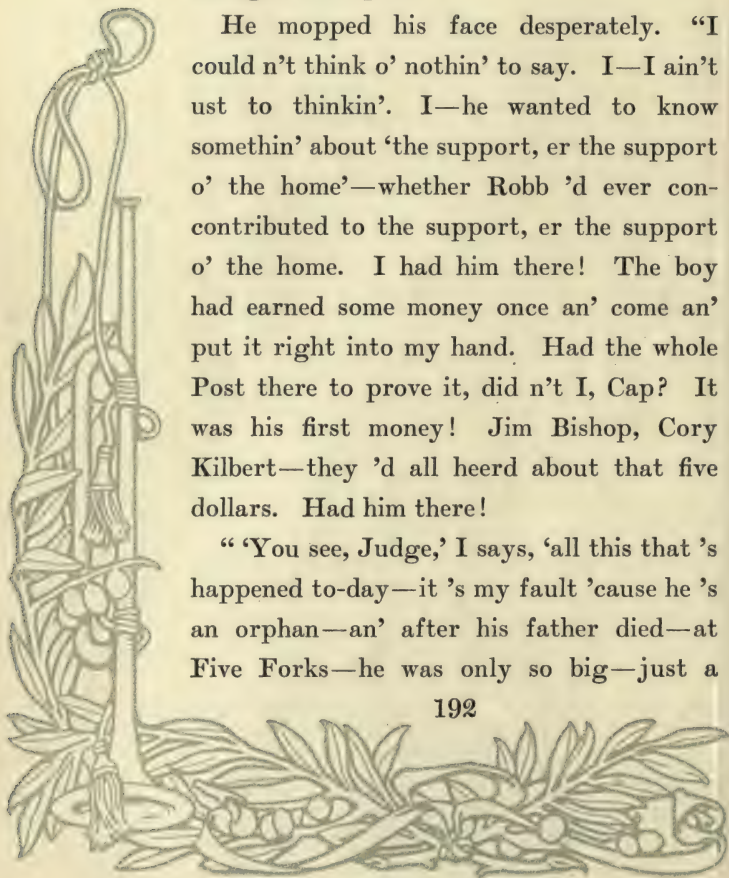 He mopped his face desperately. “I
could n’t think o’ nothin’ to say. I—I ain’t
ust to thinkin’. I—he wanted to know
somethin’ about ‘the support, er the support
o’ the home’—whether Robb ’d ever con-
contributed to the support, er the support
o’ the home. I had him there! The boy
had earned some money once an’ come an’
put it right into my hand. Had the whole
Post there to prove it, did n’t I, Cap? It
was his first money! Jim Bishop, Cory
Kilbert—they ’d all heerd about that five
dollars. Had him there!
“ ‘You see, Judge,’ I says, ‘all this that ’s
happened to-day—it ’s my fault ’cause he ’s
an orphan—an’ after his father died—at
Five Forks—he was only so big—just a
192